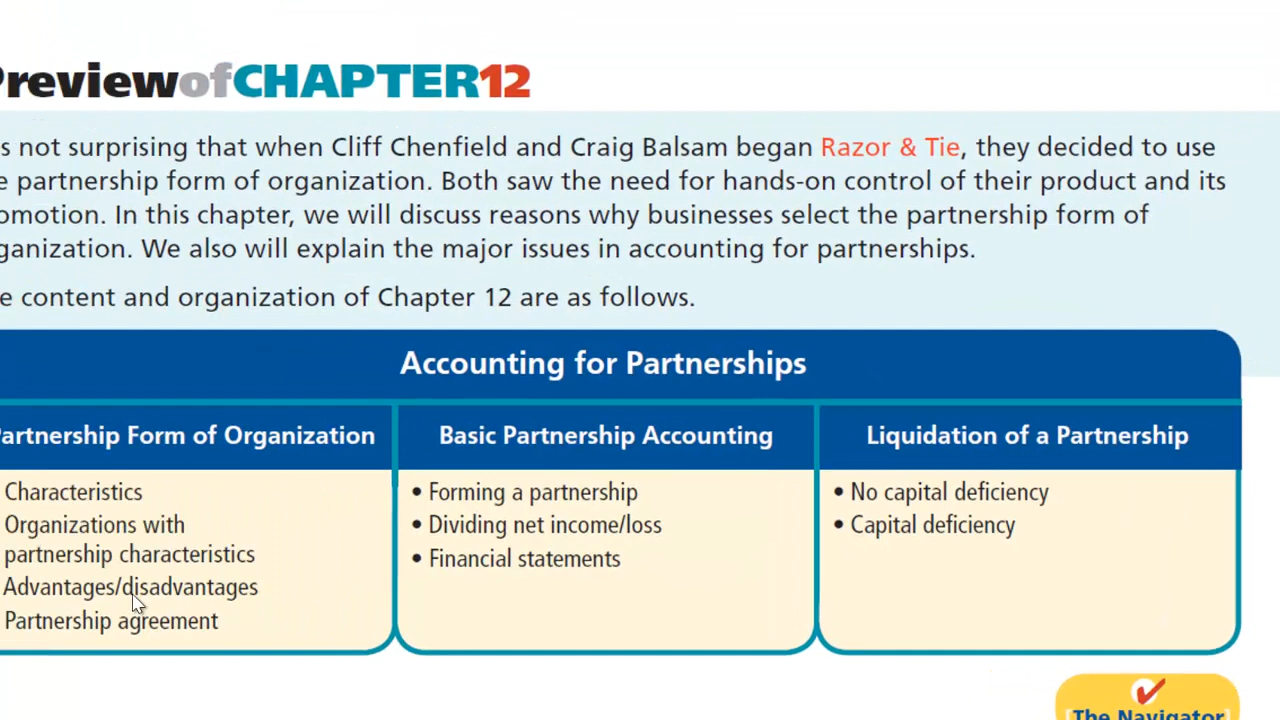 Preview of CHAPTER 12
s not surprising that when Cliff Chenfield and Craig Balsam began Razor & Tie, they decided to use
e partnership form of organization. Both saw the need for hands-on control of their product and its
omotion. In this chapter, we will discuss reasons why businesses select the partnership form of
ganization. We also will explain the major issues in accounting for partnerships.
e content and organization of Chapter 12 are as follows.
Accounting for Partnerships
Partnership Form of Organization
Characteristics
Organizations with
partnership characteristics
Advantages/disadvantages
Partnership agreement
Basic Partnership Accounting
• Forming a partnership
• Dividing net income/loss
• Financial statements
Liquidation of a Partnership
• No capital deficiency
• Capital deficiency
The Navigator